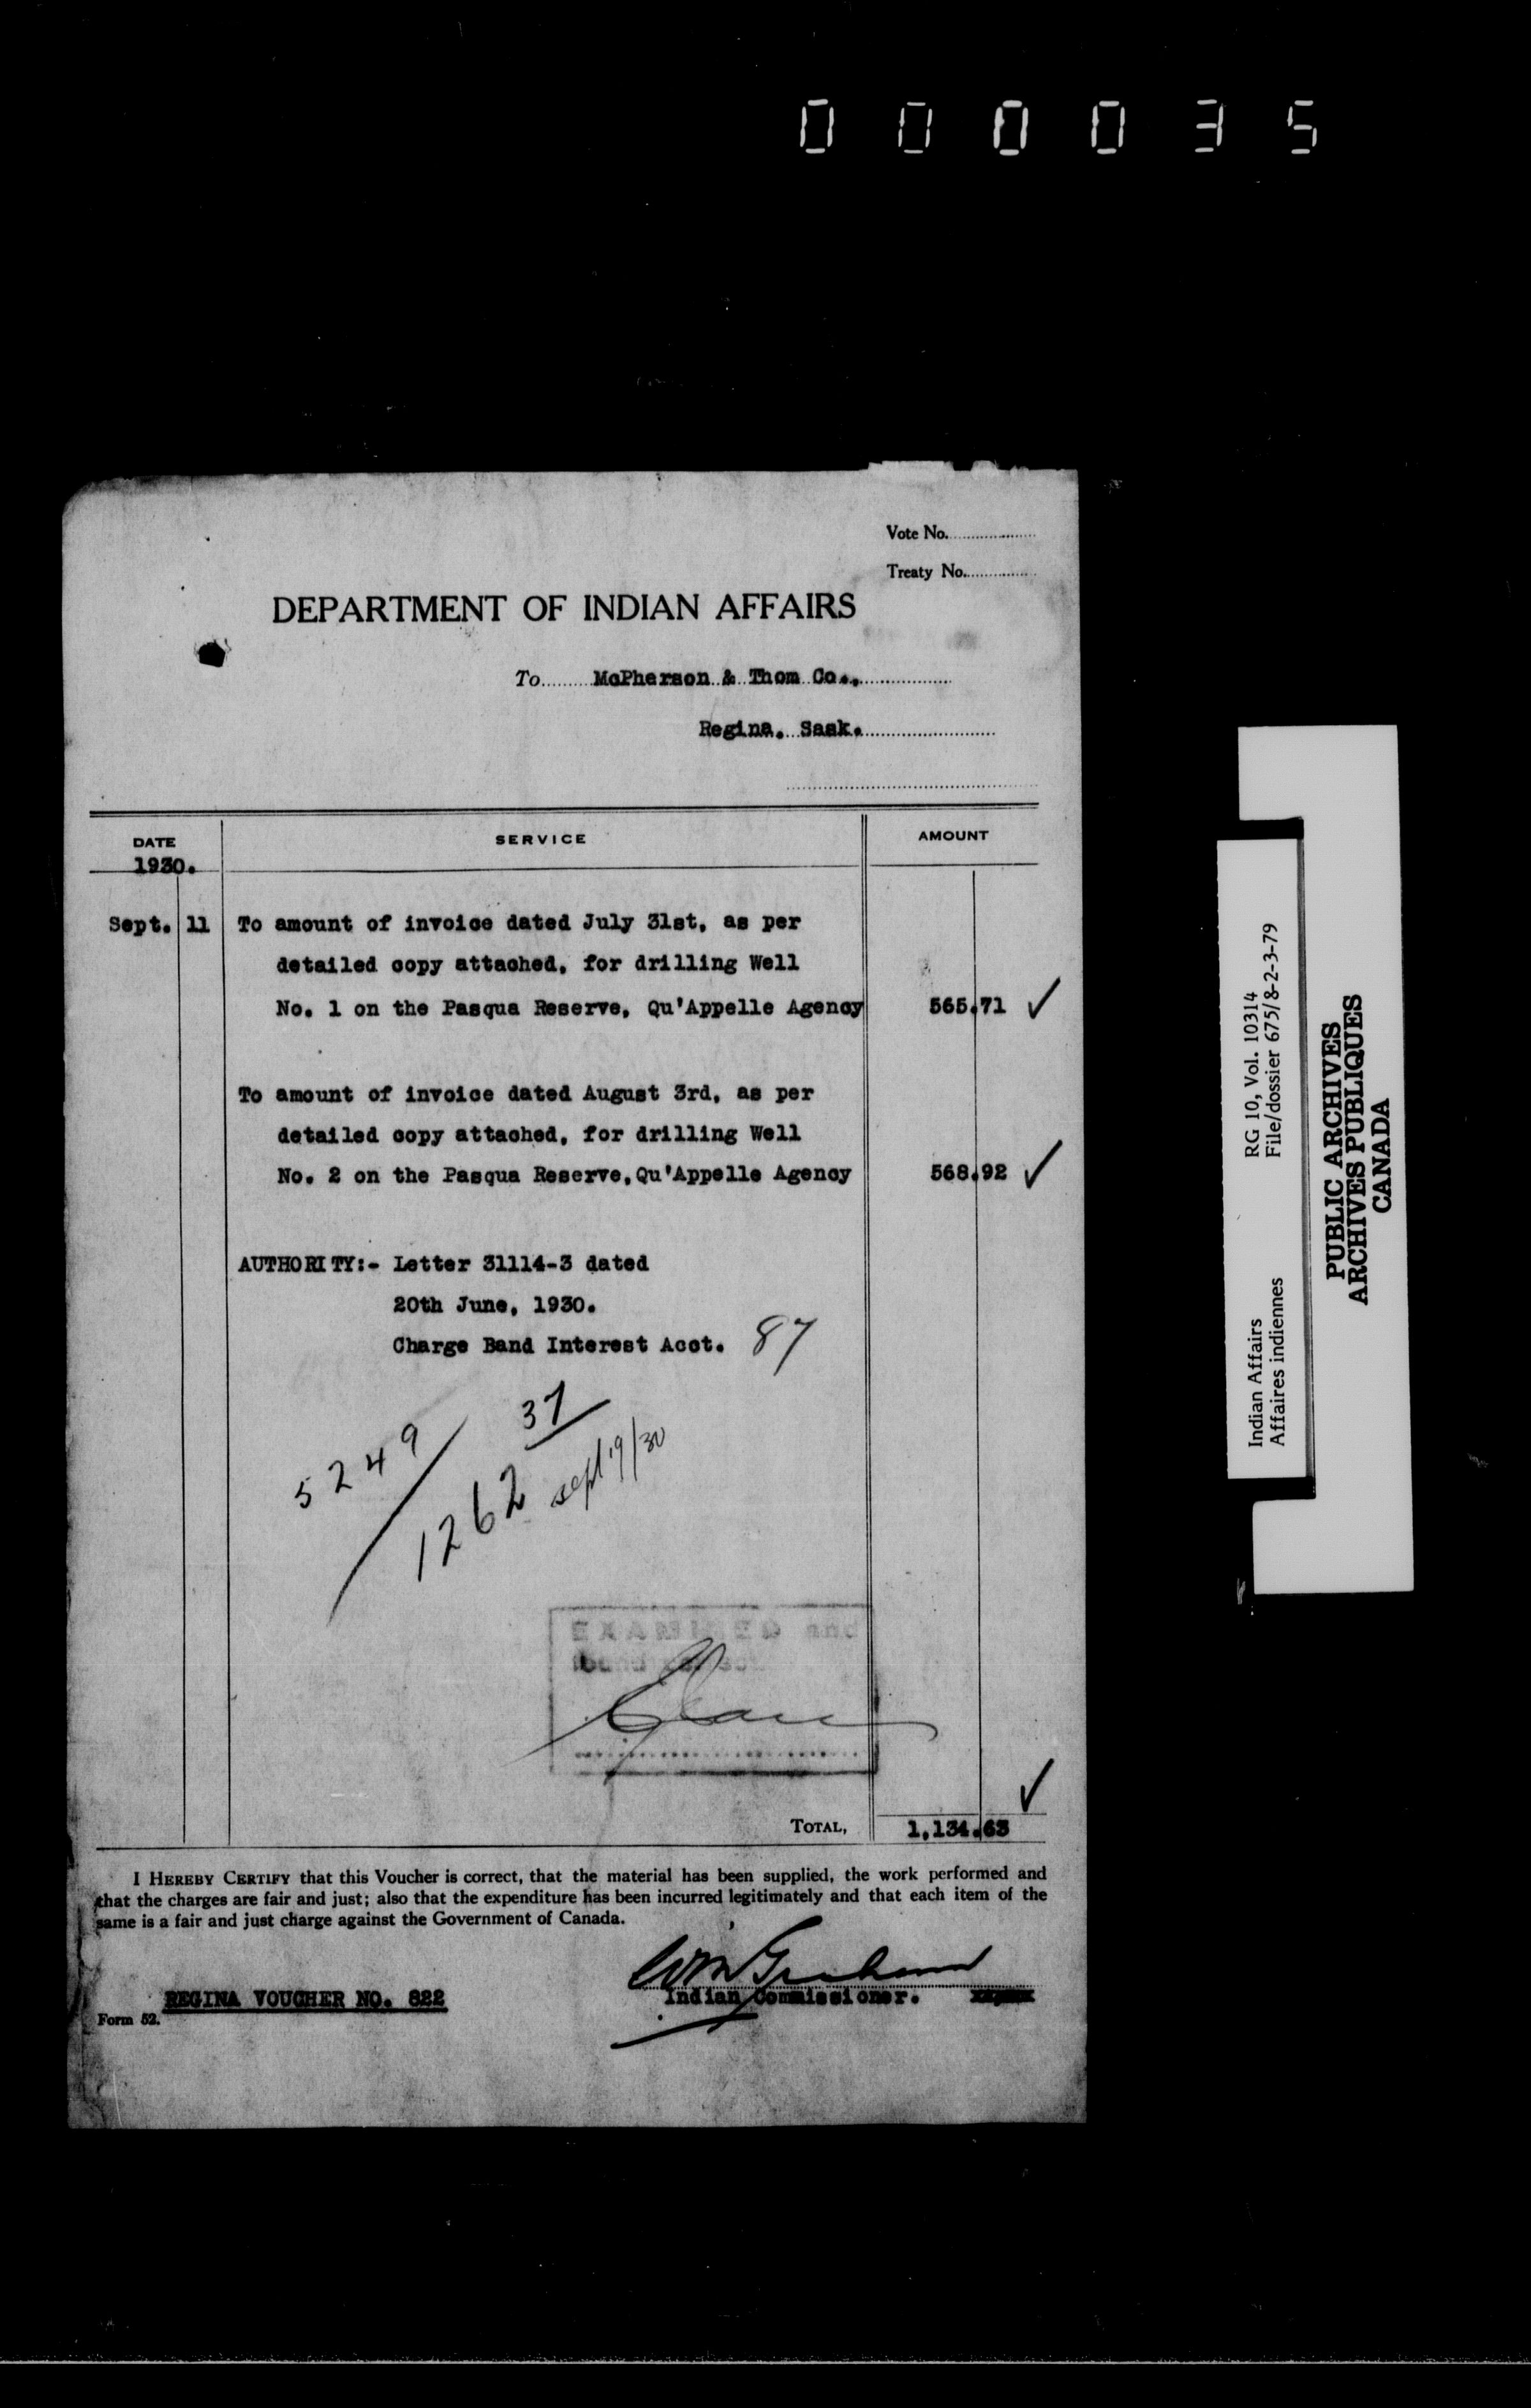 000035
Vote No.
Treaty No.
DEPARTMENT OF INDIAN AFFAIRS
To McPherson & Thom Co.,
Regina. Sask.
DATE SERVICE AMOUNT
1930.
Sept. 11 To amount of invoice dated July 31st, as per
detailed copy attached, for drilling Well
No. 1 on the Pasqua Reserve, Qu'Appelle Agency 565.71 ✓
To amount of invoice dated August 3rd, as per
detailed copy attached, for drilling Well
No. 2 on the Pasqua Reserve,Qu'Appelle Agency 568.92 ✓
AUTHORITY:- Letter 31114-3 dated
20th June, 1930.
Charge Band Interest Acct. 87
37
5249
1262 Sept 19/30
EXAMINED and
TOTAL, 1,134.63 ✓
I HEREBY CERTIFY that this Voucher is correct, that the material has been supplied, the work performed and
that the charges are fair and just; also that the expenditure has been incurred legitimately and that each item of the
same is a fair and just charge against the Government of Canada.
Wm Graham
Indian Commissioner.
REGINA VOUCHER NO. 822
Form 52.
Indian Affairs RG 10, Vol. 10314
Affaires indiennes File/dossier 675/8-2-3-79
PUBLIC ARCHIVES
ARCHIVES PUBLIQUES
CANADA